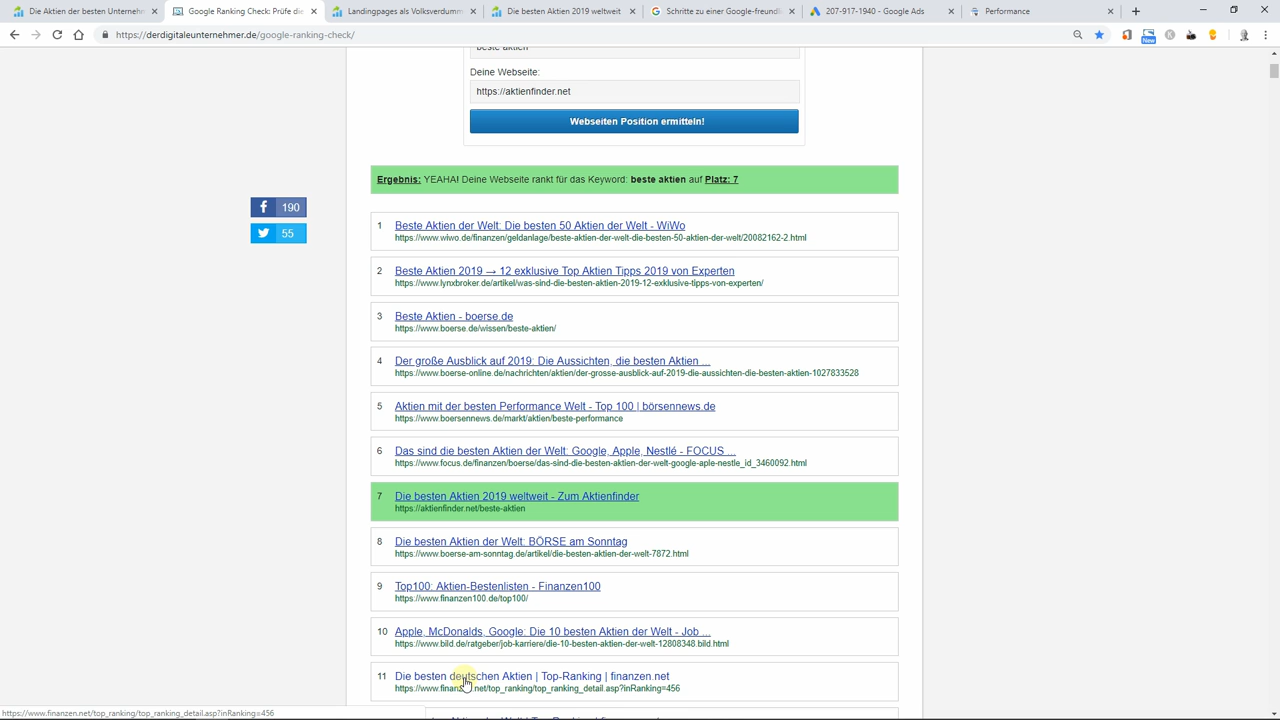 Die Aktien der besten Unternehm
Google Ranking Check: Prüfe die
Landingpages als Volksverdumm
Die besten Aktien 2019 weltweit
Schritte zu einer Google-freundli
207-917-1940 - Google Ads
Performance
https://derdigitaleunternehmer.de/google-ranking-check/
New
beste aktien
Deine Webseite:
https://aktienfinder.net
Webseiten Position ermitteln!
Ergebnis: YEAHA! Deine Webseite rankt für das Keyword: beste aktien auf Platz: 7
190
55
1 Beste Aktien der Welt: Die besten 50 Aktien der Welt - WiWo
https://www.wiwo.de/finanzen/geldanlage/beste-aktien-der-welt-die-besten-50-aktien-der-welt/20082162-2.html
2 Beste Aktien 2019 → 12 exklusive Top Aktien Tipps 2019 von Experten
https://www.lynxbroker.de/artikel/was-sind-die-besten-aktien-2019-12-exklusive-tipps-von-experten/
3 Beste Aktien - boerse.de
https://www.boerse.de/wissen/beste-aktien/
4 Der große Ausblick auf 2019: Die Aussichten, die besten Aktien ...
https://www.boerse-online.de/nachrichten/aktien/der-grosse-ausblick-auf-2019-die-aussichten-die-besten-aktien-1027833528
5 Aktien mit der besten Performance Welt - Top 100 | börsennews.de
https://www.boersennews.de/markt/aktien/beste-performance
6 Das sind die besten Aktien der Welt: Google, Apple, Nestlé - FOCUS ...
https://www.focus.de/finanzen/boerse/das-sind-die-besten-aktien-der-welt-google-aple-nestle_id_3460092.html
7 Die besten Aktien 2019 weltweit - Zum Aktienfinder
https://aktienfinder.net/beste-aktien
8 Die besten Aktien der Welt: BÖRSE am Sonntag
https://www.boerse-am-sonntag.de/artikel/die-besten-aktien-der-welt-7872.html
9 Top100: Aktien-Bestenlisten - Finanzen100
https://www.finanzen100.de/top100/
10 Apple, McDonalds, Google: Die 10 besten Aktien der Welt - Job ...
https://www.bild.de/ratgeber/job-karriere/die-10-besten-aktien-der-welt-12808348.bild.html
11 Die besten deutschen Aktien | Top-Ranking | finanzen.net
https://www.finanzen.net/top_ranking/top_ranking_detail.asp?inRanking=456
https://www.finanzen.net/top_ranking/top_ranking_detail.asp?inRanking=456